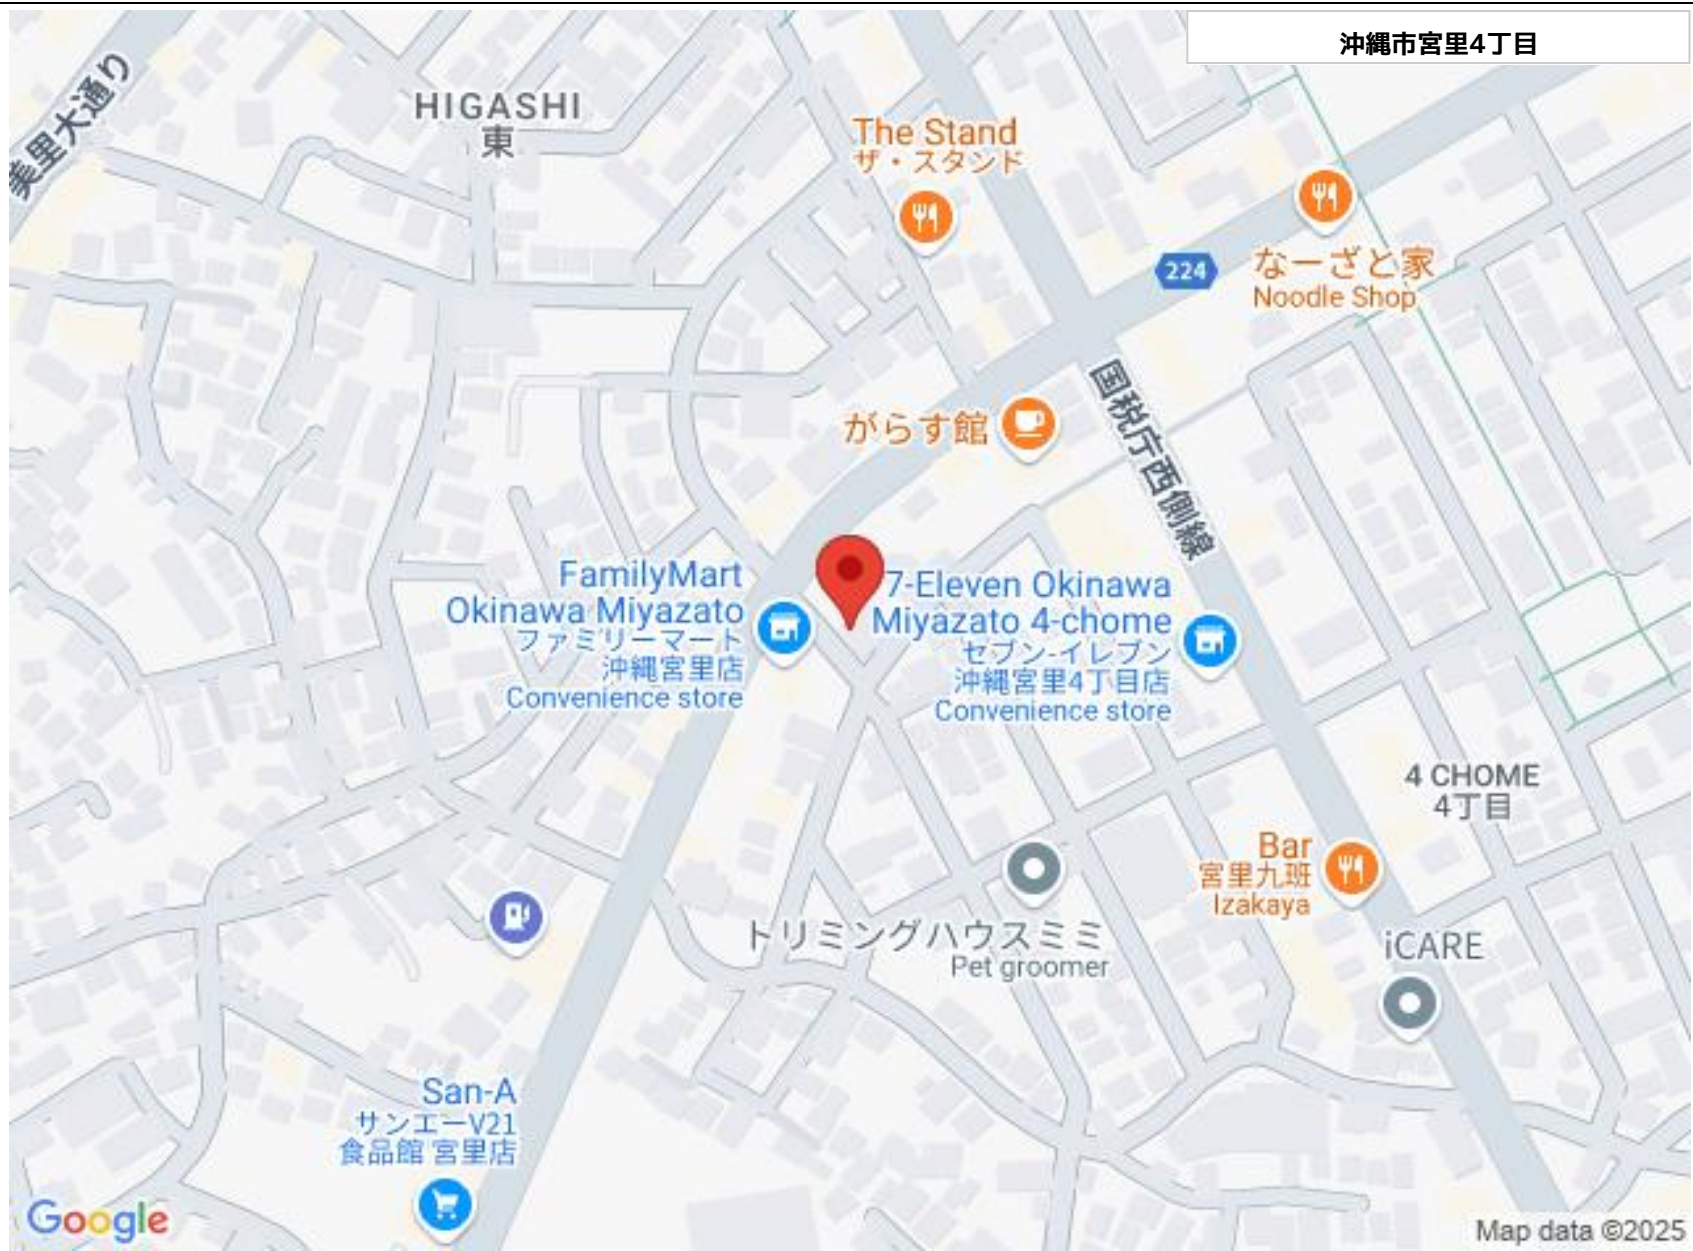 沖縄市宮里4丁目
美里大通り
HIGASHI
東
The Stand
ザ・スタンド
224
なーざと家
Noodle Shop
がらす館
国税庁西側線
FamilyMart
Okinawa Miyazato
ファミリーマート
沖縄宮里店
Convenience store
7-Eleven Okinawa
Miyazato 4-chome
セブン-イレブン
沖縄宮里4丁目店
Convenience store
4 CHOME
4丁目
Bar
宮里九班
Izakaya
トリミングハウスミミ
Pet groomer
iCARE
San-A
サンエーV21
食品館 宮里店
Google
Map data ©2025